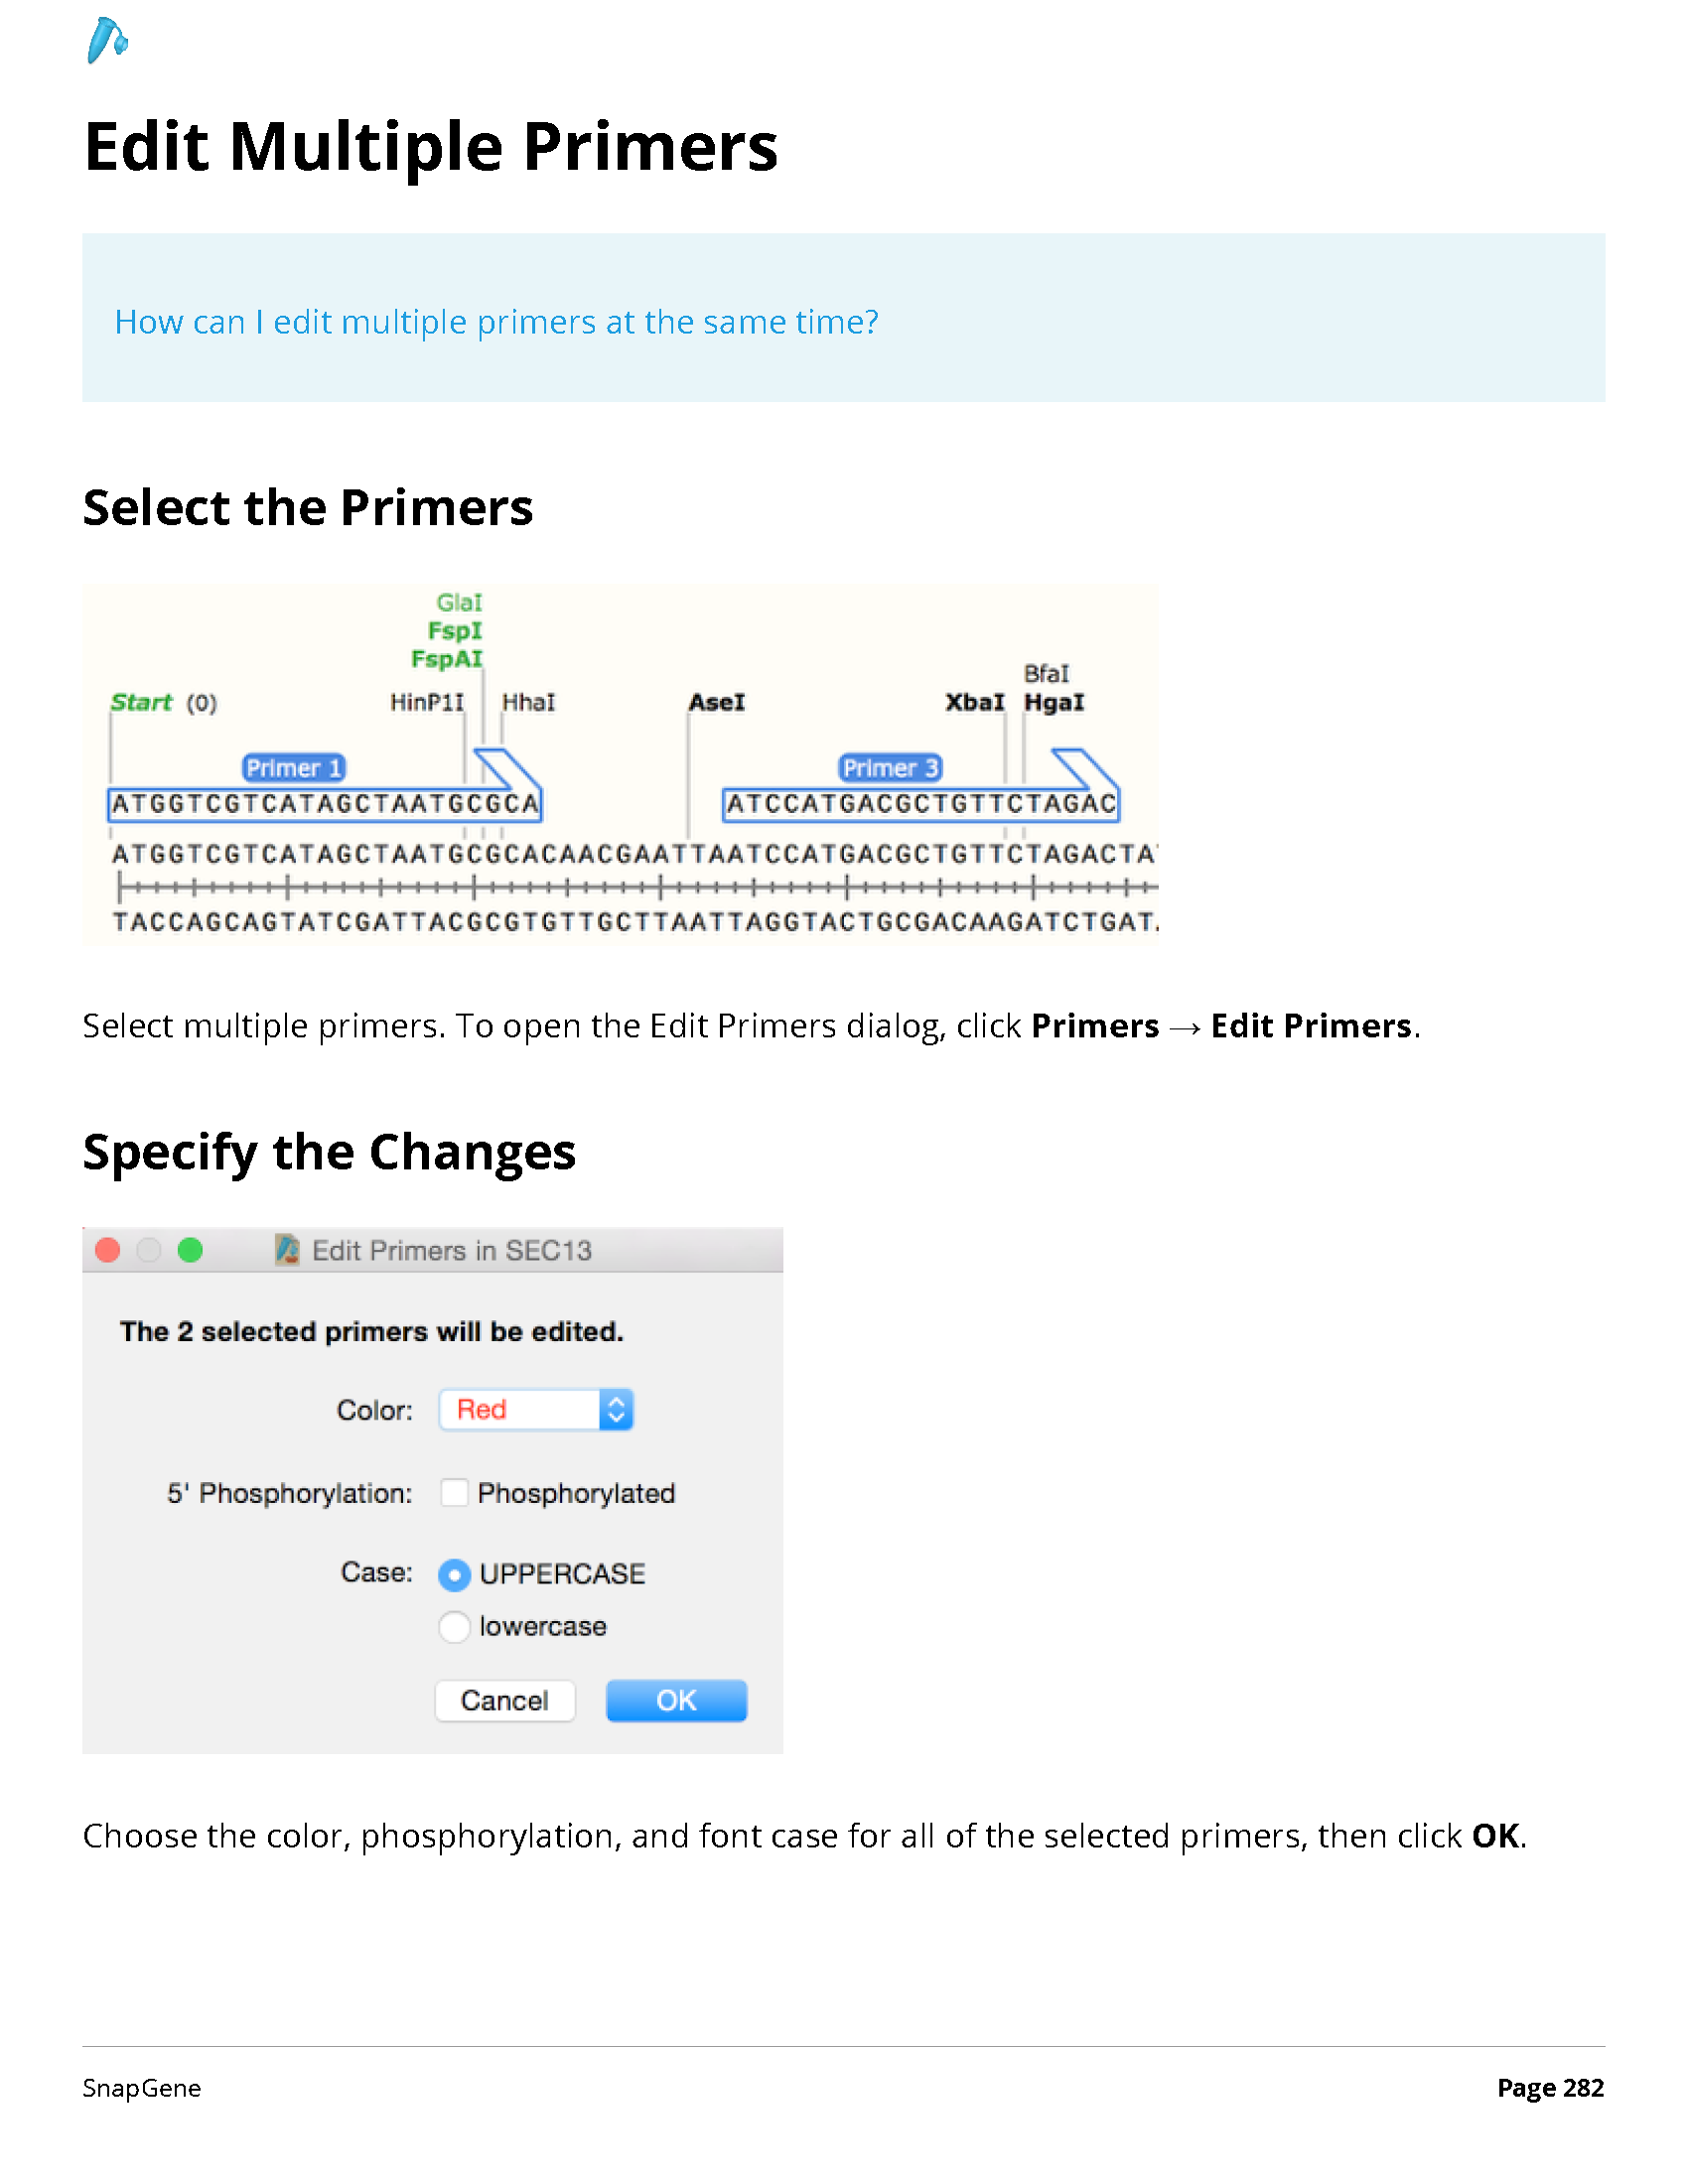 Edit Multiple Primers
How can I edit multiple primers at the same time?
Select the Primers
GlaI
FspI
FspAI
BfaI
Start (0)
HinP1I
HhaI
AseI
XbaI
HgaI
Primer 1
Primer 3
ATGGTCGTCATAGCTAATGCGCA
ATCCATGACGCTGTTCTAGAC
ATGGTCGTCATAGCTAATGCGCACAACGAATTAATCCATGACGCTGTTCTAGACTA
TACCAGCAGTATCGATTACGCGTGTTGCTTAATTAGGTACTGCGACAAGATCTGAT
Select multiple primers. To open the Edit Primers dialog, click Primers → Edit Primers.
Specify the Changes
Edit Primers in SEC13
The 2 selected primers will be edited.
Color: Red
5' Phosphorylation: Phosphorylated
Case: UPPERCASE
lowercase
Cancel OK
Choose the color, phosphorylation, and font case for all of the selected primers, then click OK.
SnapGene Page 282